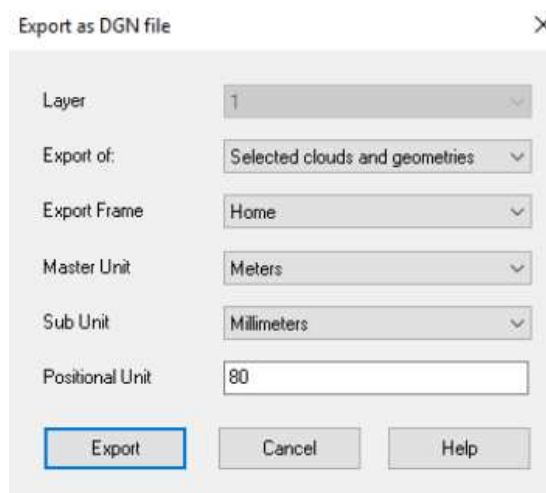 Export as DGN file
Layer 1
Export of: Selected clouds and geometries
Export Frame Home
Master Unit Meters
Sub Unit Millimeters
Positional Unit 80
Export Cancel Help